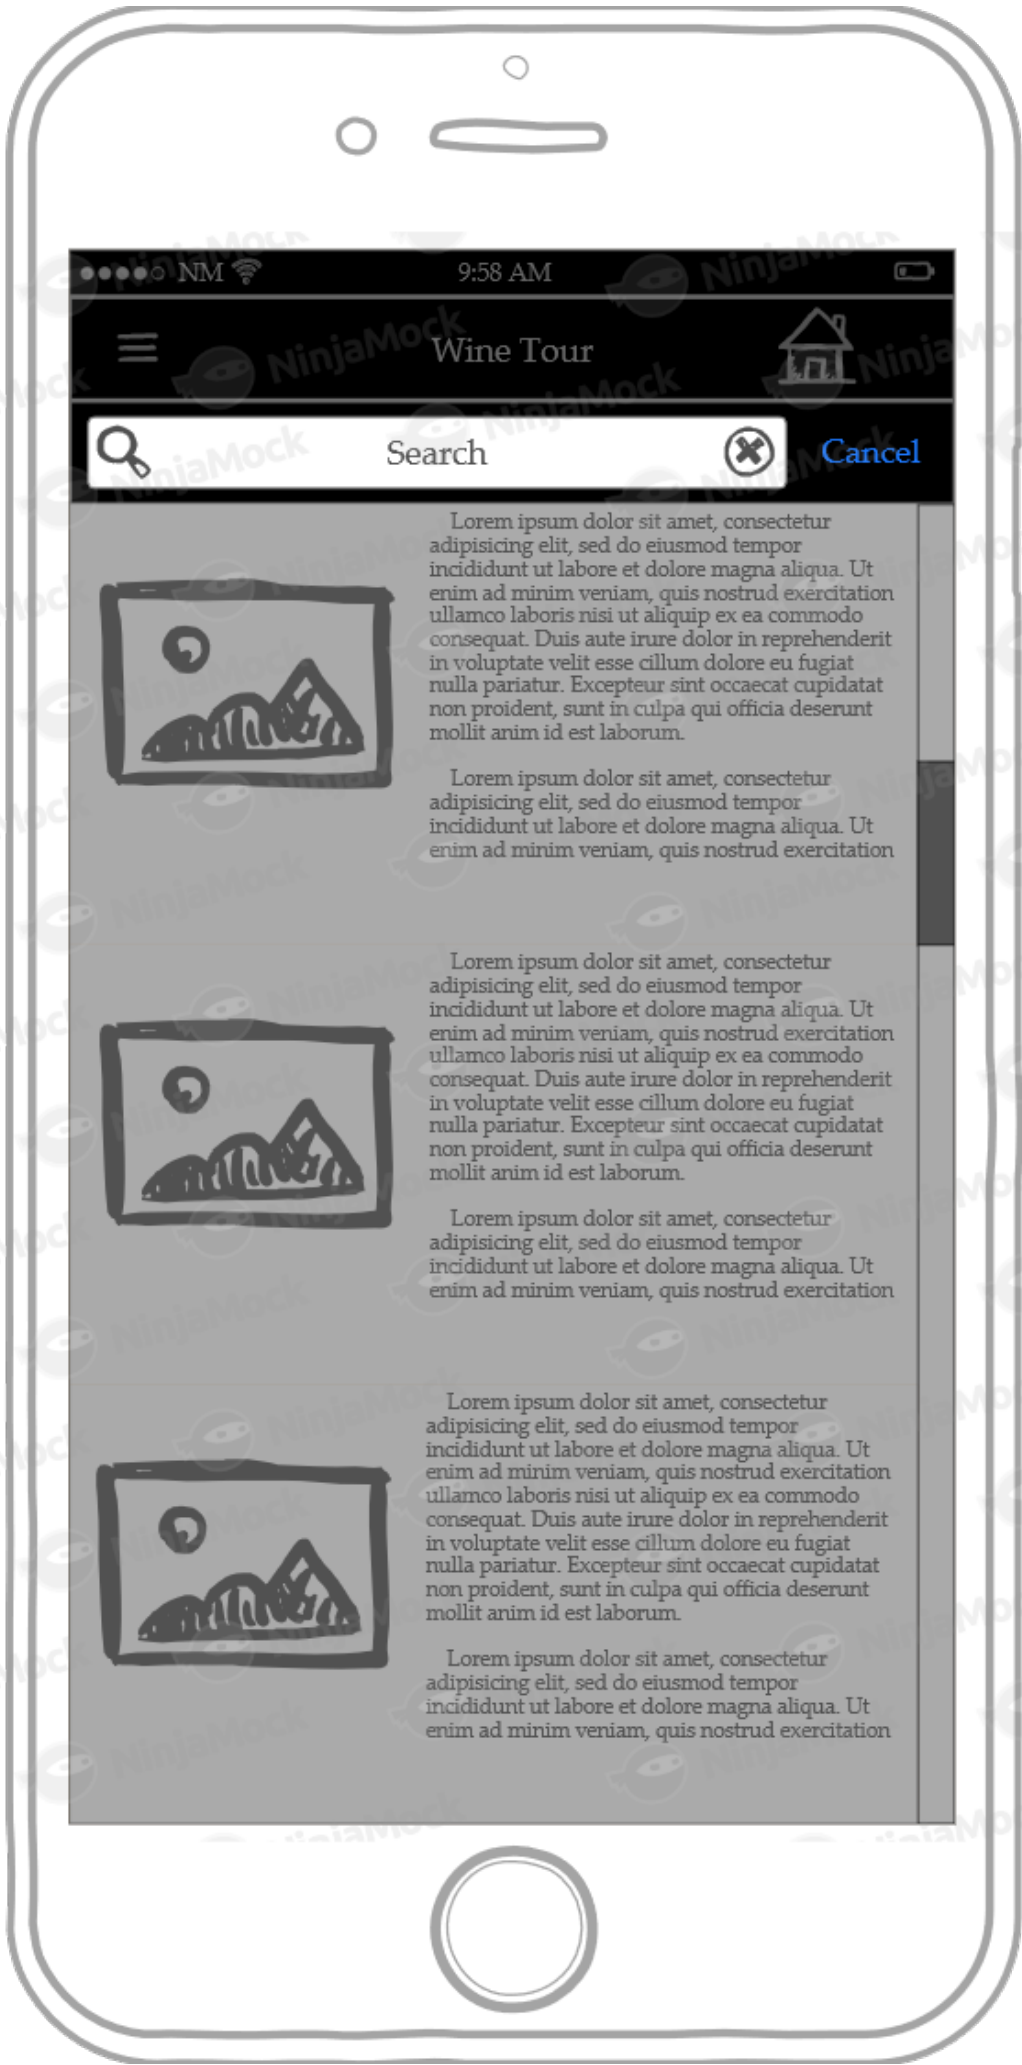 NM 9:58 AM
Wine Tour
Search Cancel
Lorem ipsum dolor sit amet, consectetur
adipisicing elit, sed do eiusmod tempor
incididunt ut labore et dolore magna aliqua. Ut
enim ad minim veniam, quis nostrud exercitation
ullamco laboris nisi ut aliquip ex ea commodo
consequat. Duis aute irure dolor in reprehenderit
in voluptate velit esse cillum dolore eu fugiat
nulla pariatur. Excepteur sint occaecat cupidatat
non proident, sunt in culpa qui officia deserunt
mollit anim id est laborum.
Lorem ipsum dolor sit amet, consectetur
adipisicing elit, sed do eiusmod tempor
incididunt ut labore et dolore magna aliqua. Ut
enim ad minim veniam, quis nostrud exercitation
Lorem ipsum dolor sit amet, consectetur
adipisicing elit, sed do eiusmod tempor
incididunt ut labore et dolore magna aliqua. Ut
enim ad minim veniam, quis nostrud exercitation
ullamco laboris nisi ut aliquip ex ea commodo
consequat. Duis aute irure dolor in reprehenderit
in voluptate velit esse cillum dolore eu fugiat
nulla pariatur. Excepteur sint occaecat cupidatat
non proident, sunt in culpa qui officia deserunt
mollit anim id est laborum.
Lorem ipsum dolor sit amet, consectetur
adipisicing elit, sed do eiusmod tempor
incididunt ut labore et dolore magna aliqua. Ut
enim ad minim veniam, quis nostrud exercitation
Lorem ipsum dolor sit amet, consectetur
adipisicing elit, sed do eiusmod tempor
incididunt ut labore et dolore magna aliqua. Ut
enim ad minim veniam, quis nostrud exercitation
ullamco laboris nisi ut aliquip ex ea commodo
consequat. Duis aute irure dolor in reprehenderit
in voluptate velit esse cillum dolore eu fugiat
nulla pariatur. Excepteur sint occaecat cupidatat
non proident, sunt in culpa qui officia deserunt
mollit anim id est laborum.
Lorem ipsum dolor sit amet, consectetur
adipisicing elit, sed do eiusmod tempor
incididunt ut labore et dolore magna aliqua. Ut
enim ad minim veniam, quis nostrud exercitation
NinjaMock